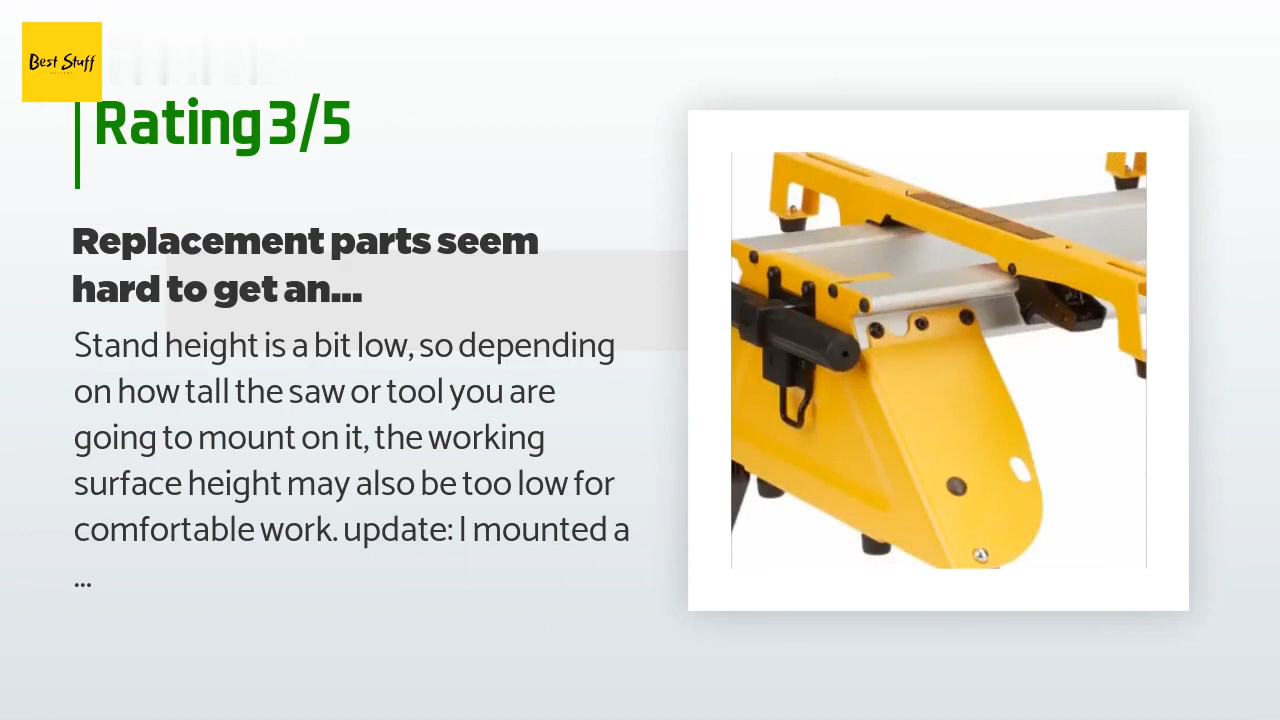 Best Stuff
Rating 3/5
Replacement parts seem
hard to get an...
Stand height is a bit low, so depending
on how tall the saw or tool you are
going to mount on it, the working
surface height may also be too low for
comfortable work. update: I mounted a
...